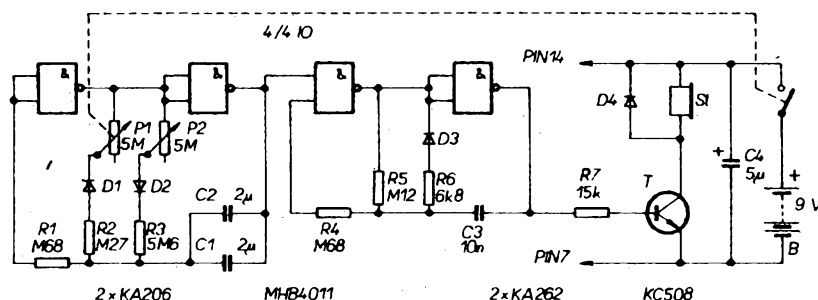 4/4 IO
& & & &
PIN14
P1
5M
P2
5M
D4
Sl
D1 D2
D3
C4
5μ
+
R7
15k
T
+
9 V
B
C2 2μ
R5
M12
R6
6k8
R1
M68
R2
M27
R3
5M6
C1 2μ
R4
M68
C3
10n
PIN7
2×KA206 MHB4011 2×KA262 KC508